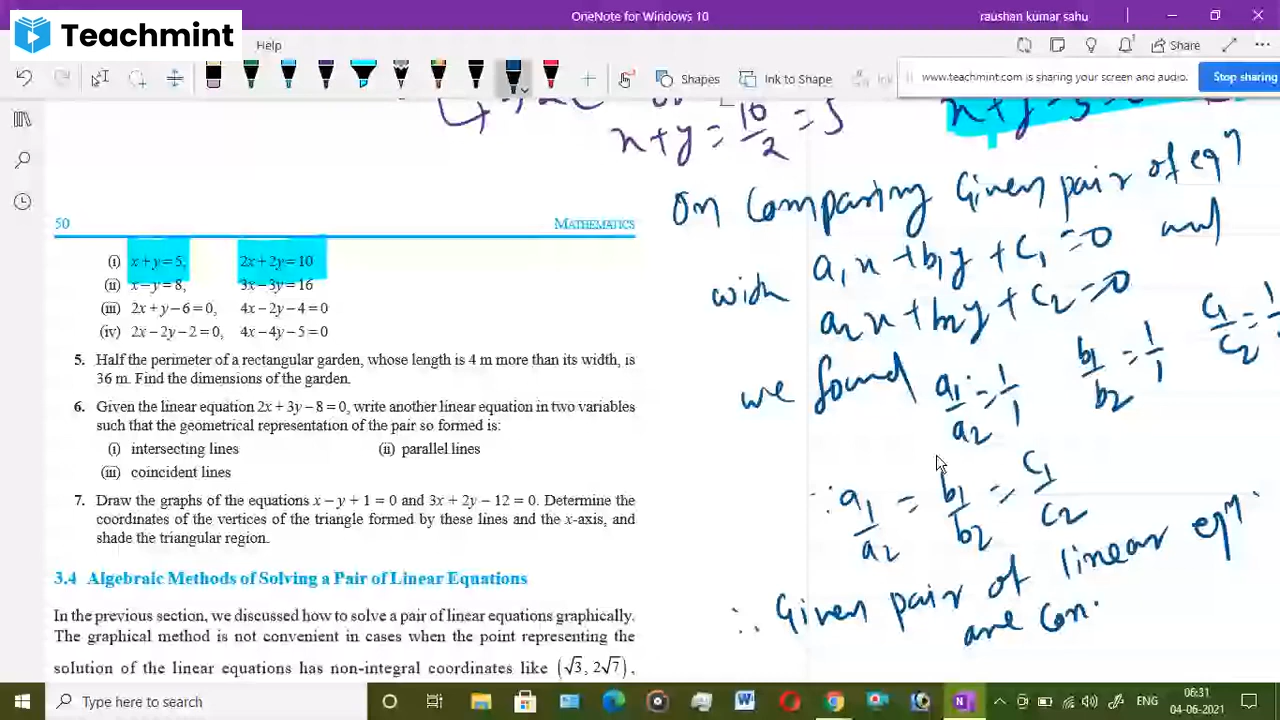 OneNote for Windows 10
raushan kumar sahu
Teachmint
Help
Share
Shapes
Ink to Shape
www.teachmint.com is sharing your screen and audio.
Stop sharing
x+y = 10/2 = 5
50
MATHEMATICS
(i) x + y = 5, 2x + 2y = 10
(ii) x – y = 8, 3x – 3y = 16
(iii) 2x + y – 6 = 0, 4x – 2y – 4 = 0
(iv) 2x – 2y – 2 = 0, 4x – 4y – 5 = 0
5. Half the perimeter of a rectangular garden, whose length is 4 m more than its width, is
36 m. Find the dimensions of the garden.
6. Given the linear equation 2x + 3y – 8 = 0, write another linear equation in two variables
such that the geometrical representation of the pair so formed is:
(i) intersecting lines (ii) parallel lines
(iii) coincident lines
7. Draw the graphs of the equations x – y + 1 = 0 and 3x + 2y – 12 = 0. Determine the
coordinates of the vertices of the triangle formed by these lines and the x-axis, and
shade the triangular region.
3.4 Algebraic Methods of Solving a Pair of Linear Equations
In the previous section, we discussed how to solve a pair of linear equations graphically.
The graphical method is not convenient in cases when the point representing the
solution of the linear equations has non-integral coordinates like (√3, 2√7),
On Comparing Given pair of eqn
with a1x + b1y + c1 = 0 and
a2x + b2y + c2 = 0
we found a1/a2 = 1/1 b1/b2 = 1/1 c1/c2 = 1
∵ a1/a2 = b1/b2 = c1/c2
∴ Given pair of linear eqn.
are Con.
Type here to search
ENG
06:31
04-06-2021